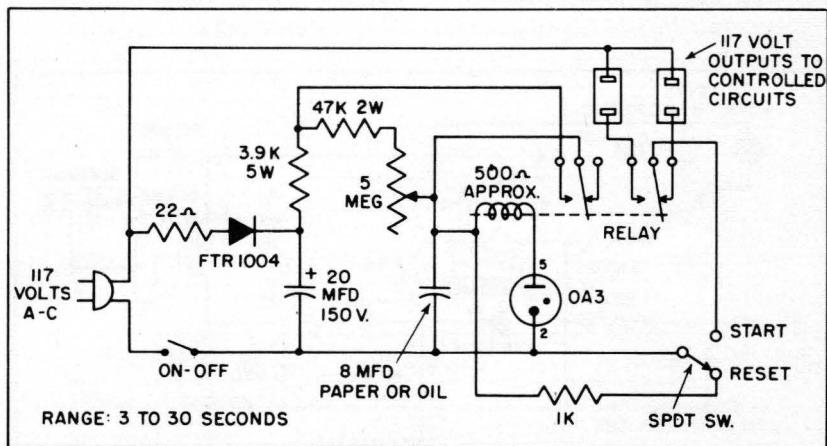 117 VOLT
OUTPUTS TO
CONTROLLED
CIRCUITS
47K 2W
3.9K
5W
5
MEG
500Ω
APPROX.
22Ω
FTR 1004
RELAY
117
VOLTS
A-C
+
20
MFD
150 V.
5
OA3
2
START
ON-OFF
8 MFD
PAPER OR OIL
RESET
1K
SPDT SW.
RANGE: 3 TO 30 SECONDS